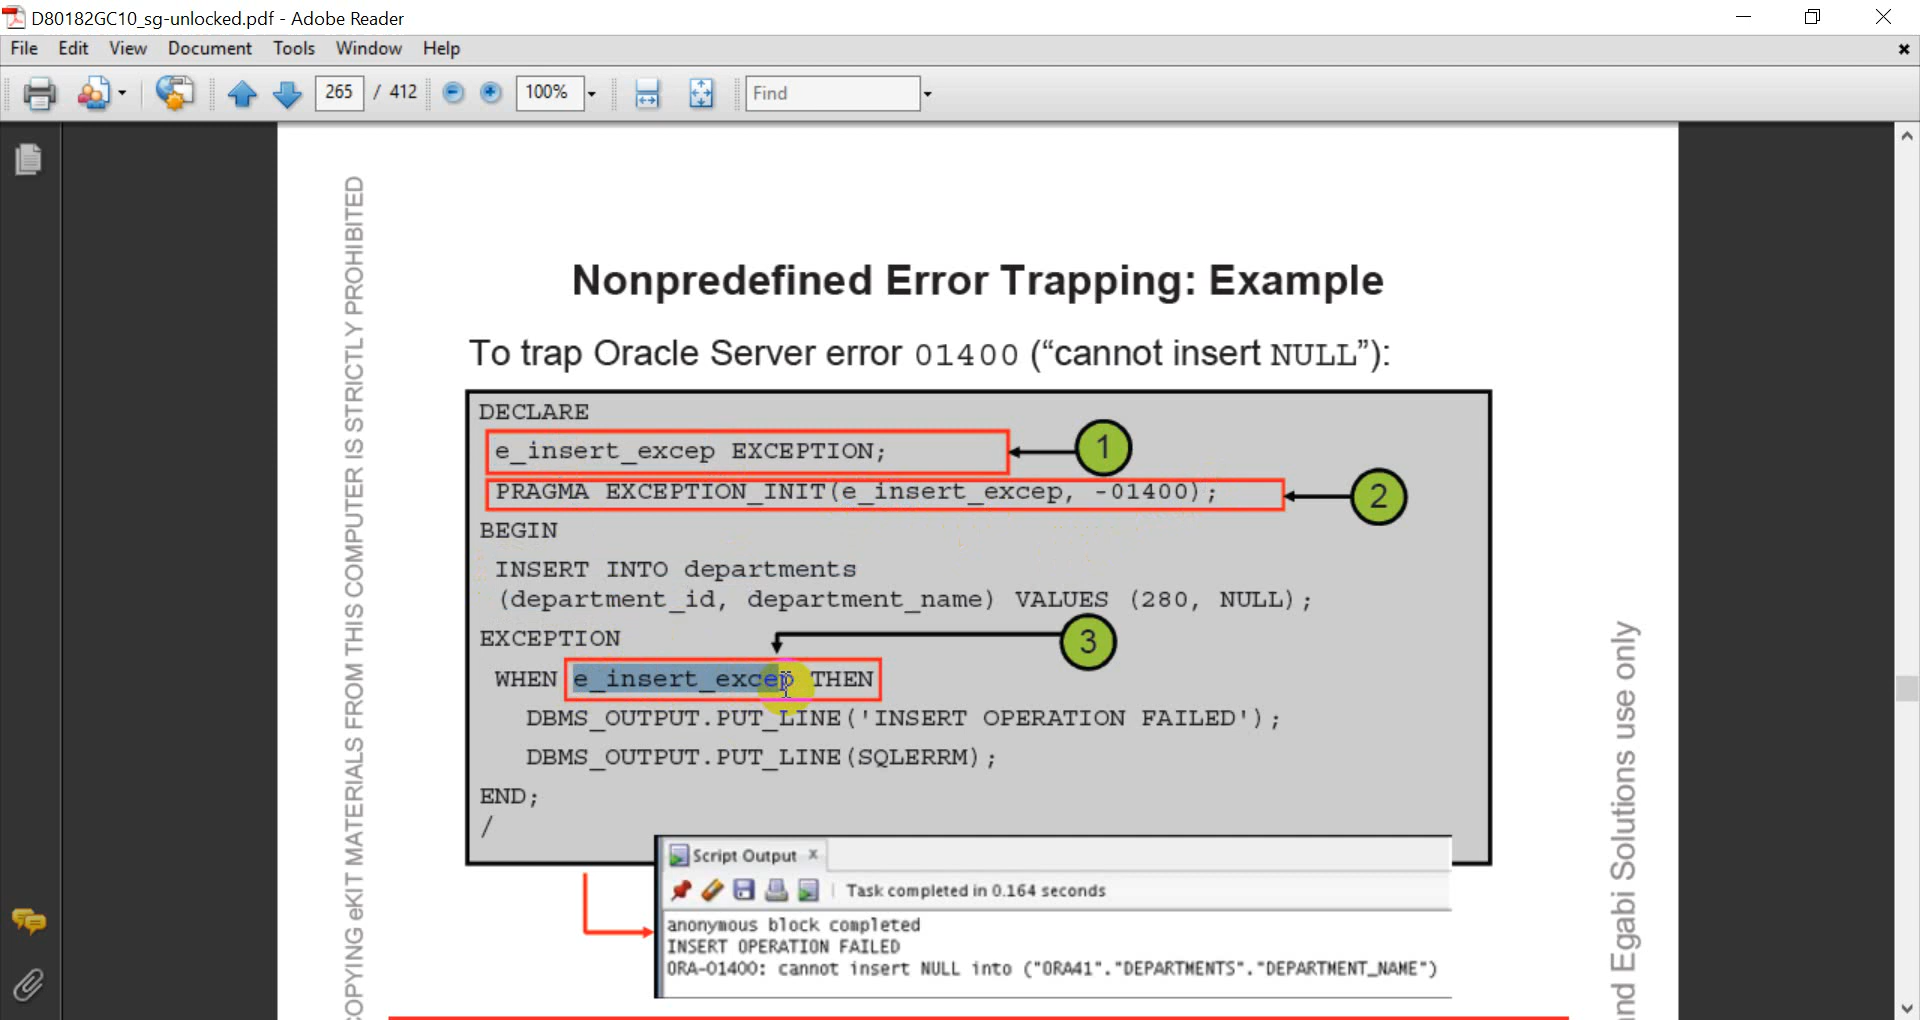 D80182GC10_sg-unlocked.pdf - Adobe Reader
File Edit View Document Tools Window Help
265 / 412 100% Find
COPYING eKIT MATERIALS FROM THIS COMPUTER IS STRICTLY PROHIBITED
Nonpredefined Error Trapping: Example
To trap Oracle Server error 01400 (“cannot insert NULL”):
DECLARE
e_insert_excep EXCEPTION;
1
PRAGMA EXCEPTION_INIT(e_insert_excep, -01400);
2
BEGIN
INSERT INTO departments
(department_id, department_name) VALUES (280, NULL);
EXCEPTION
3
WHEN e_insert_excep THEN
DBMS_OUTPUT.PUT_LINE('INSERT OPERATION FAILED');
DBMS_OUTPUT.PUT_LINE(SQLERRM);
END;
/
Script Output x
Task completed in 0.164 seconds
anonymous block completed
INSERT OPERATION FAILED
ORA-01400: cannot insert NULL into ("ORA41"."DEPARTMENTS"."DEPARTMENT_NAME")
nd Egabi Solutions use only